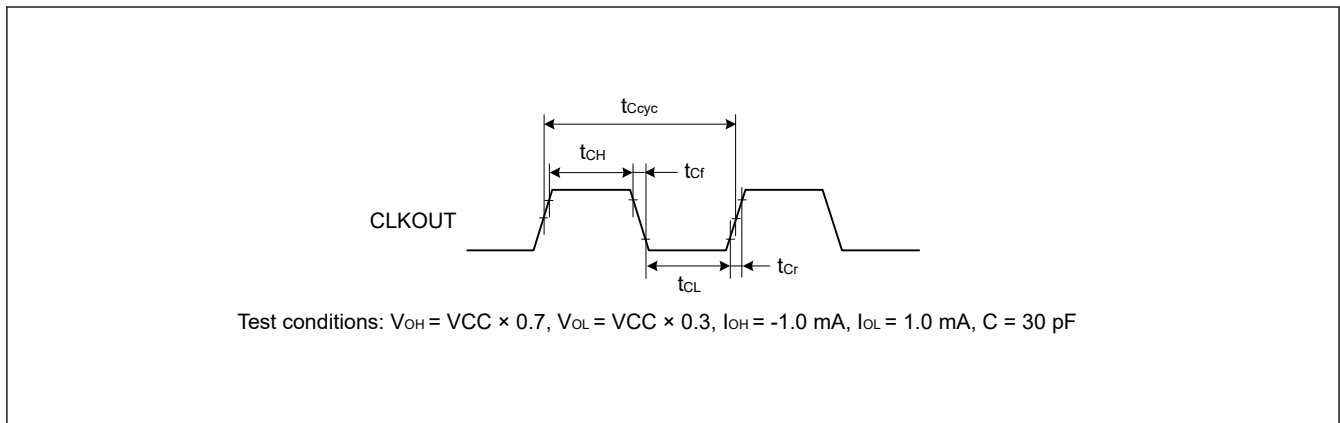 tCcyc
tCH
tCf
CLKOUT
tCr
tCL
Test conditions: VOH = VCC × 0.7, VOL = VCC × 0.3, IOH = -1.0 mA, IOL = 1.0 mA, C = 30 pF